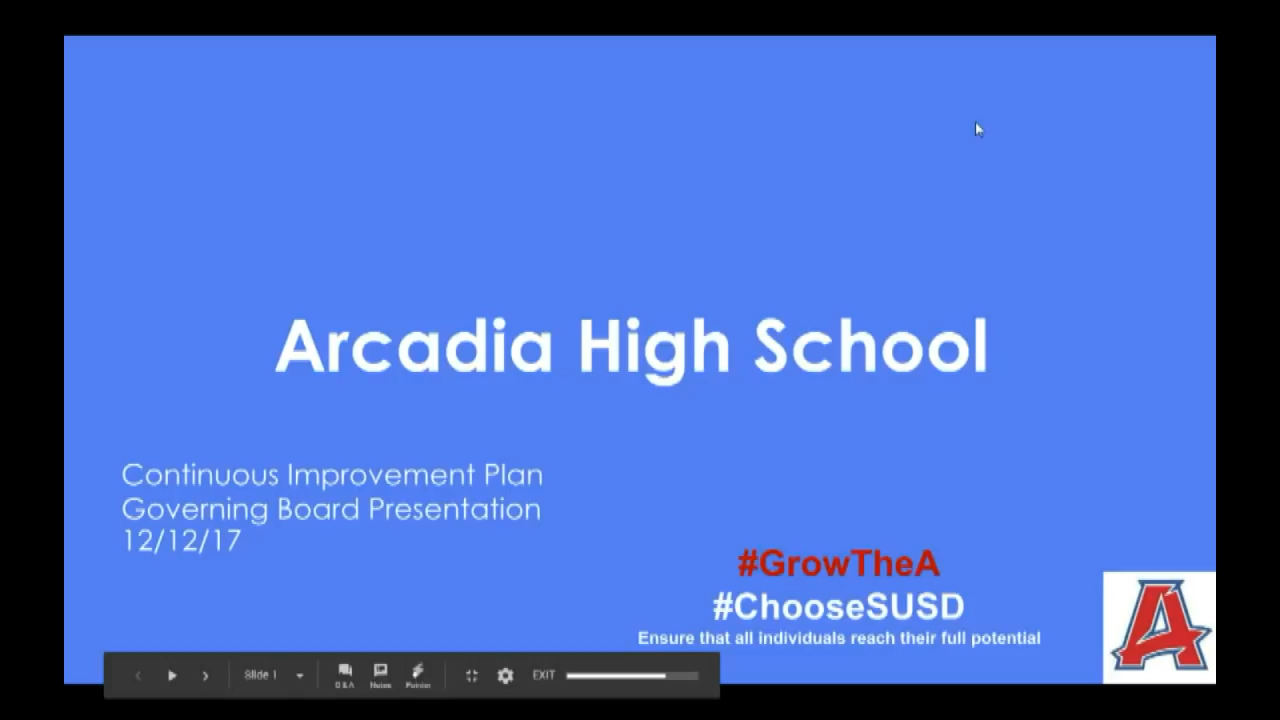 Arcadia High School
Continuous Improvement Plan
Governing Board Presentation
12/12/17
#GrowTheA
#ChooseSUSD
Ensure that all individuals reach their full potential
A
Slide 1
Q & A
Notes
Pointer
EXIT